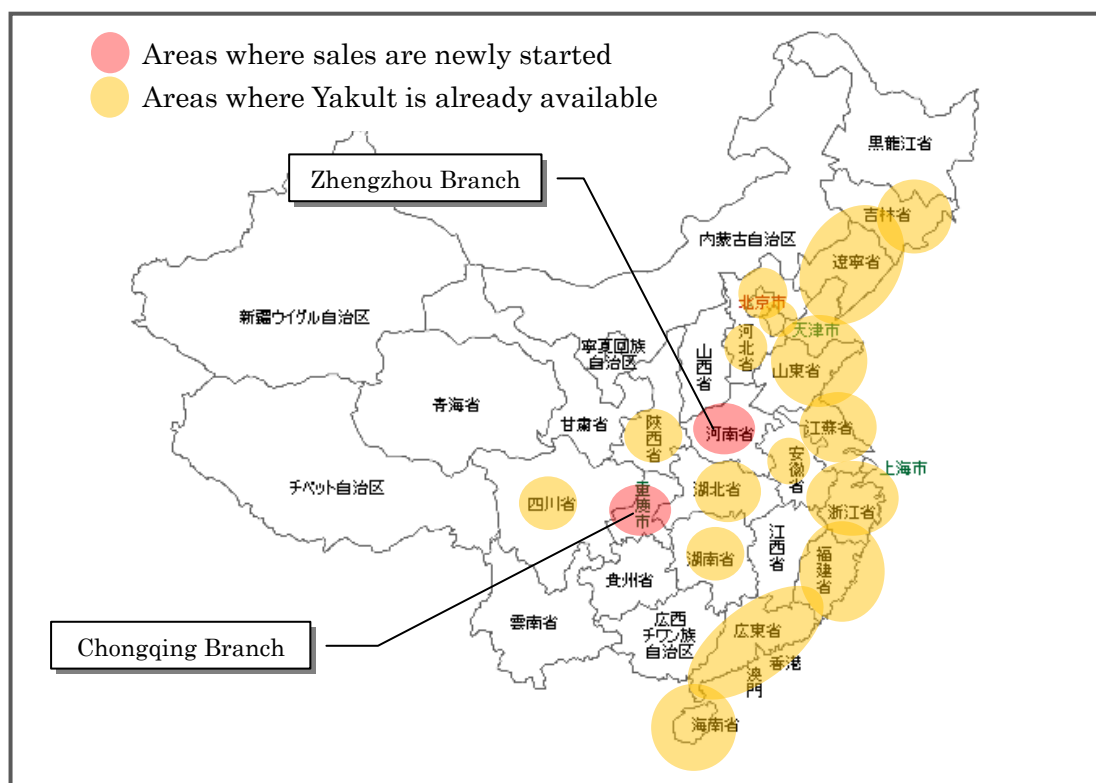 Areas where sales are newly started
Areas where Yakult is already available
黒龍江省
Zhengzhou Branch
吉林省
内蒙古自治区
遼寧省
北京市
新疆ウイグル自治区
天津市
寧夏回族
自治区
河北省
山西省
山東省
青海省
甘粛省
陝西省
河南省
江蘇省
安徽省
上海市
チベット自治区
四川省
重慶市
湖北省
浙江省
江西省
福建省
湖南省
貴州省
雲南省
広西
チワン族
自治区
広東省
香港
澳門
Chongqing Branch
海南省